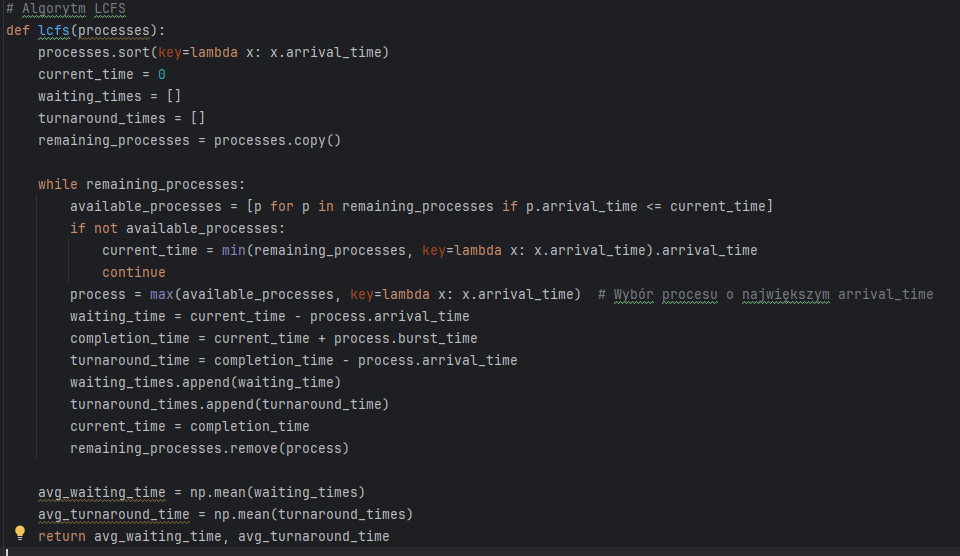 # Algorytm LCFS
def lcfs(processes):
    processes.sort(key=lambda x: x.arrival_time)
    current_time = 0
    waiting_times = []
    turnaround_times = []
    remaining_processes = processes.copy()

    while remaining_processes:
        available_processes = [p for p in remaining_processes if p.arrival_time <= current_time]
        if not available_processes:
            current_time = min(remaining_processes, key=lambda x: x.arrival_time).arrival_time
            continue
        process = max(available_processes, key=lambda x: x.arrival_time)  # Wybór procesu o największym arrival_time
        waiting_time = current_time - process.arrival_time
        completion_time = current_time + process.burst_time
        turnaround_time = completion_time - process.arrival_time
        waiting_times.append(waiting_time)
        turnaround_times.append(turnaround_time)
        current_time = completion_time
        remaining_processes.remove(process)

    avg_waiting_time = np.mean(waiting_times)
    avg_turnaround_time = np.mean(turnaround_times)
    return avg_waiting_time, avg_turnaround_time